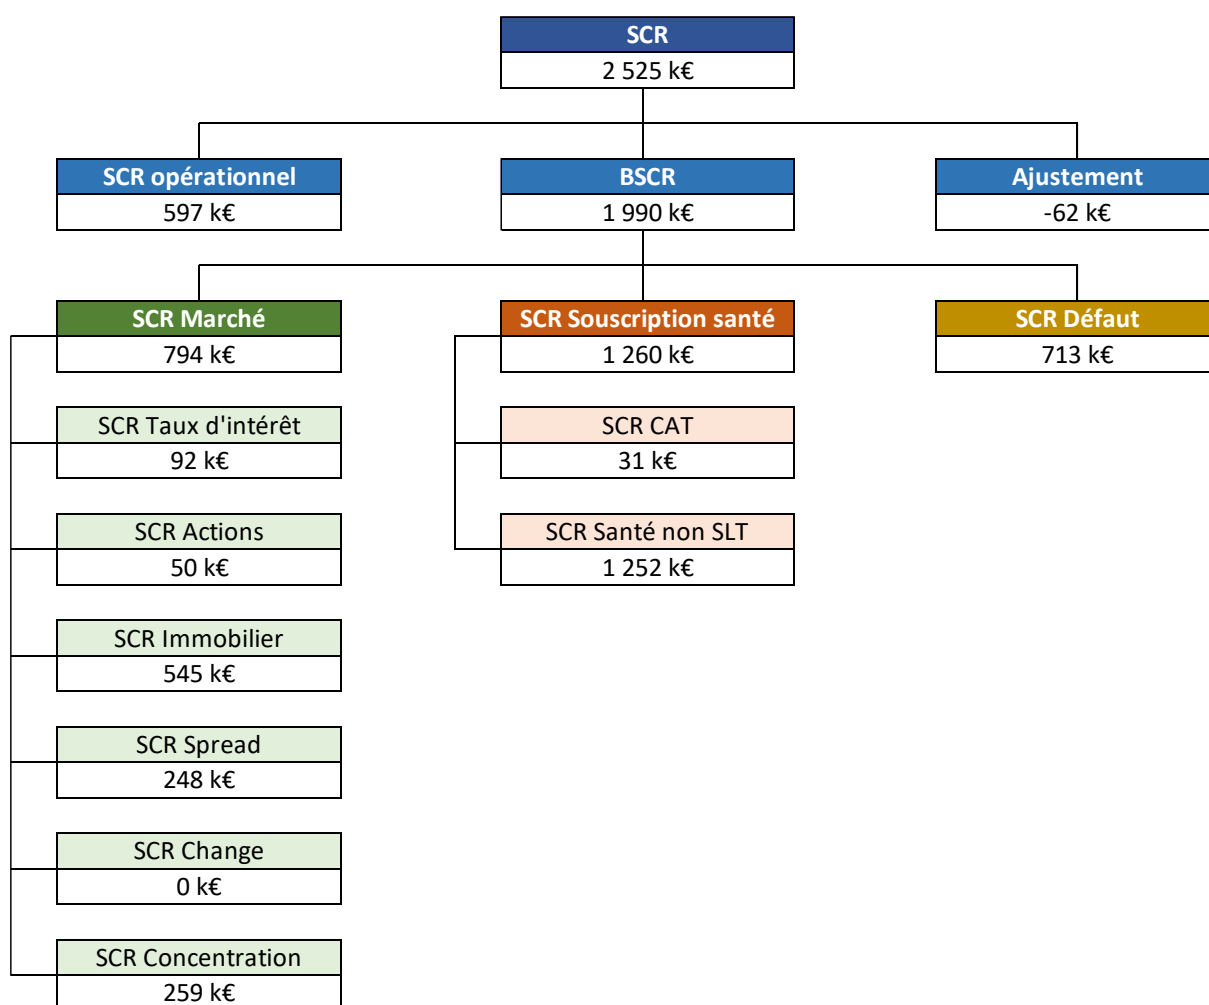 SCR
2 525 k€
SCR opérationnel
597 k€
BSCR
1 990 k€
Ajustement
-62 k€
SCR Marché
794 k€
SCR Souscription santé
1 260 k€
SCR Défaut
713 k€
SCR Taux d'intérêt
92 k€
SCR CAT
31 k€
SCR Actions
50 k€
SCR Santé non SLT
1 252 k€
SCR Immobilier
545 k€
SCR Spread
248 k€
SCR Change
0 k€
SCR Concentration
259 k€